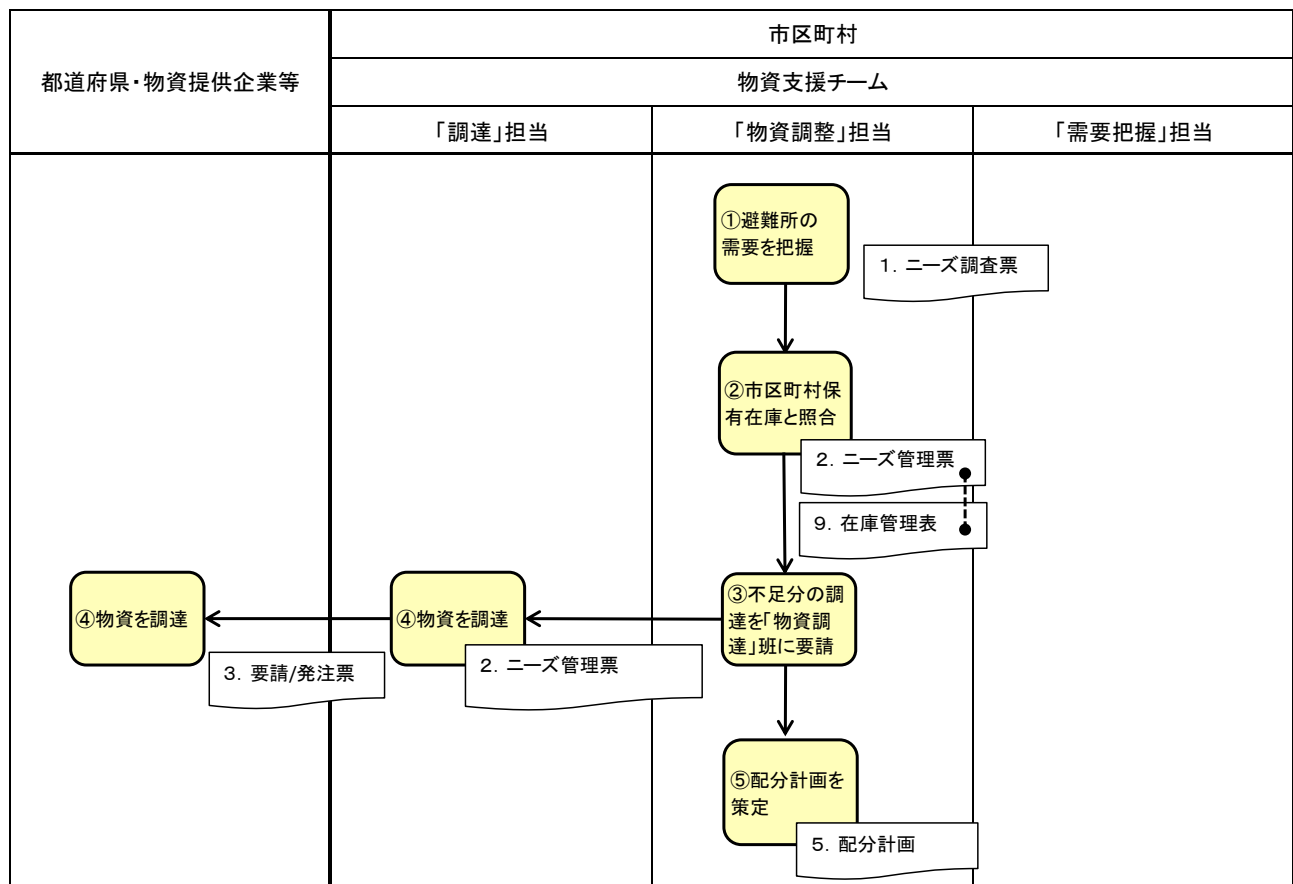 都道府県・物資提供企業等
市区町村
物資支援チーム
「調達」担当
「物資調整」担当
「需要把握」担当
①避難所の
需要を把握
1. ニーズ調査票
②市区町村保
有在庫と照合
2. ニーズ管理票
9. 在庫管理表
④物資を調達
3. 要請/発注票
④物資を調達
2. ニーズ管理票
③不足分の調
達を「物資調
達」班に要請
⑤配分計画を
策定
5. 配分計画